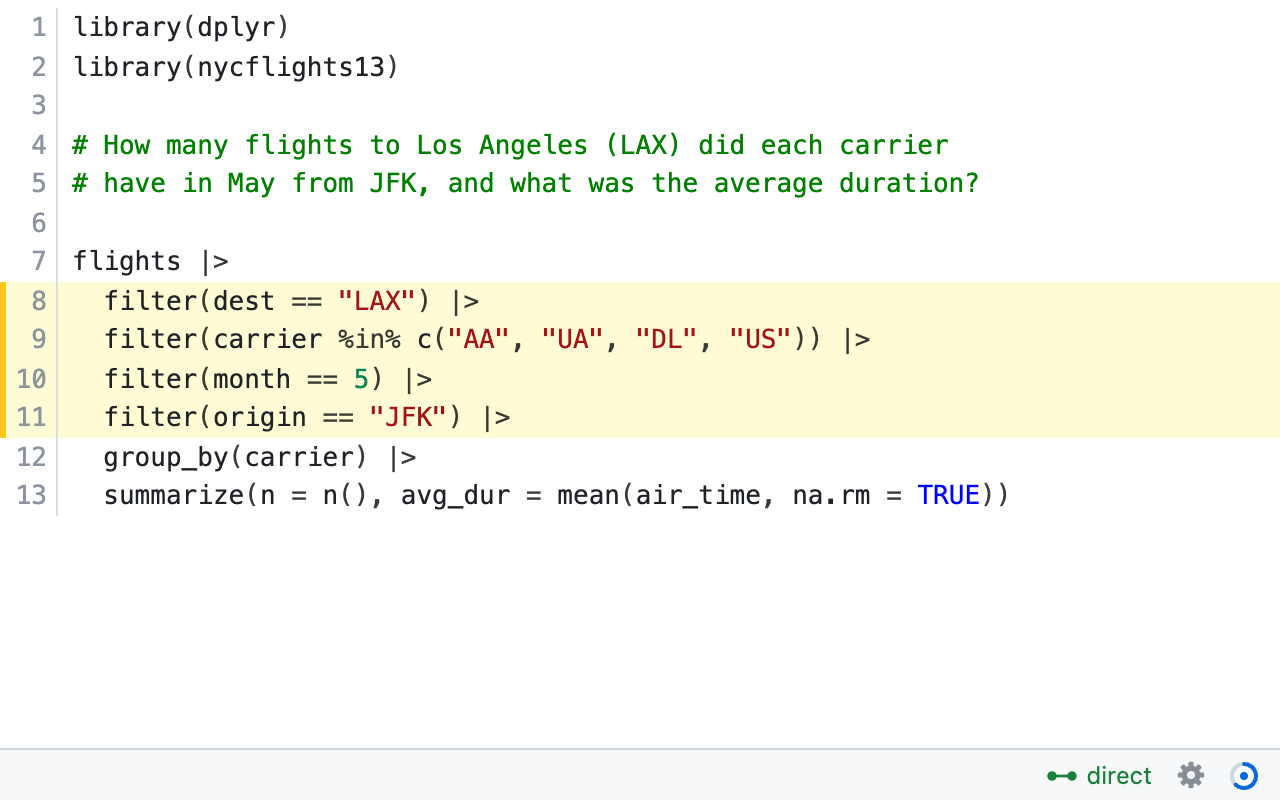 1 library(dplyr)
2 library(nycflights13)
3
4 # How many flights to Los Angeles (LAX) did each carrier
5 # have in May from JFK, and what was the average duration?
6
7 flights |>
8   filter(dest == "LAX") |>
9   filter(carrier %in% c("AA", "UA", "DL", "US")) |>
10   filter(month == 5) |>
11   filter(origin == "JFK") |>
12   group_by(carrier) |>
13   summarize(n = n(), avg_dur = mean(air_time, na.rm = TRUE))
direct